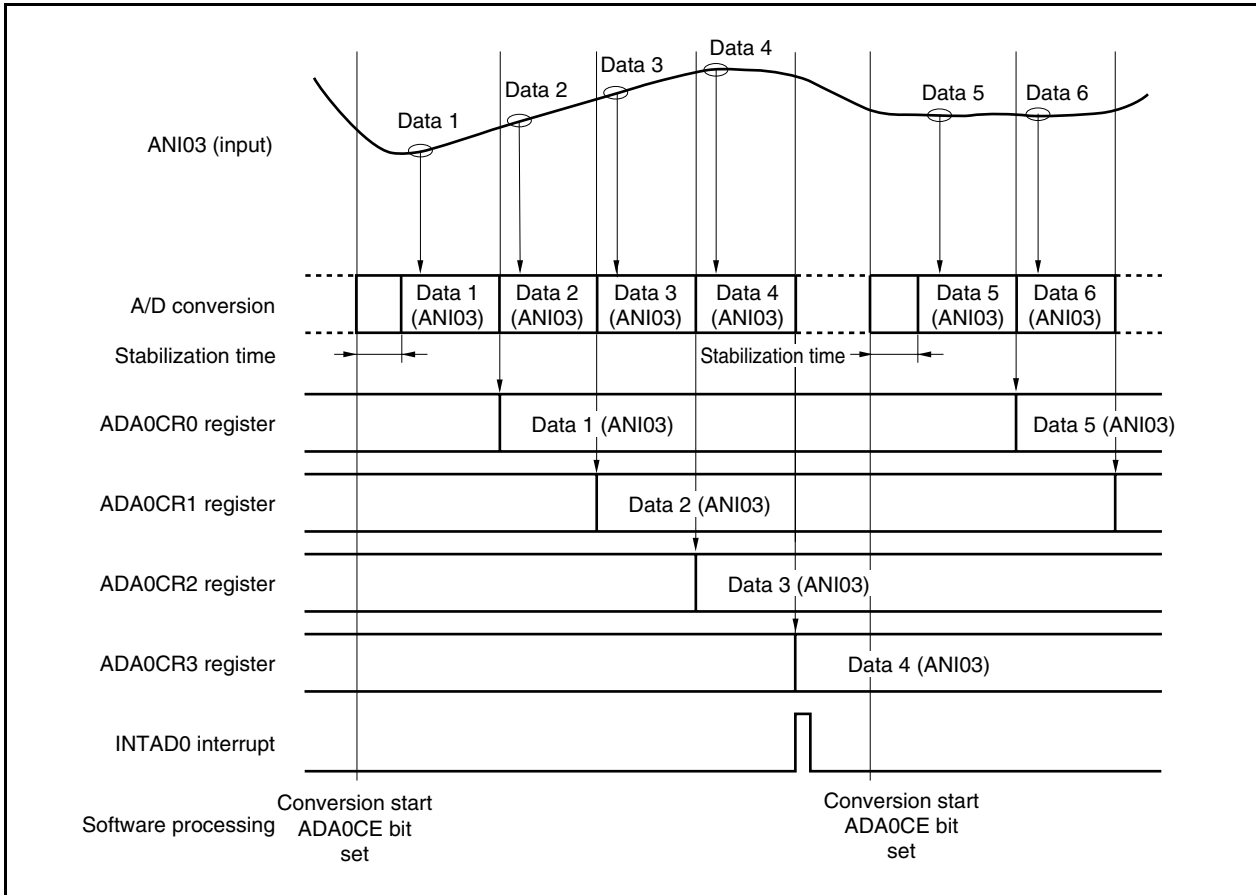 Data 1
Data 2
Data 3
Data 4
Data 5
Data 6
ANI03 (input)
A/D conversion
Data 1
(ANI03)
Data 2
(ANI03)
Data 3
(ANI03)
Data 4
(ANI03)
Data 5
(ANI03)
Data 6
(ANI03)
Stabilization time
Stabilization time
ADA0CR0 register
Data 1 (ANI03)
Data 5 (ANI03)
ADA0CR1 register
Data 2 (ANI03)
ADA0CR2 register
Data 3 (ANI03)
ADA0CR3 register
Data 4 (ANI03)
INTAD0 interrupt
Software processing
Conversion start
ADA0CE bit
set
Conversion start
ADA0CE bit
set